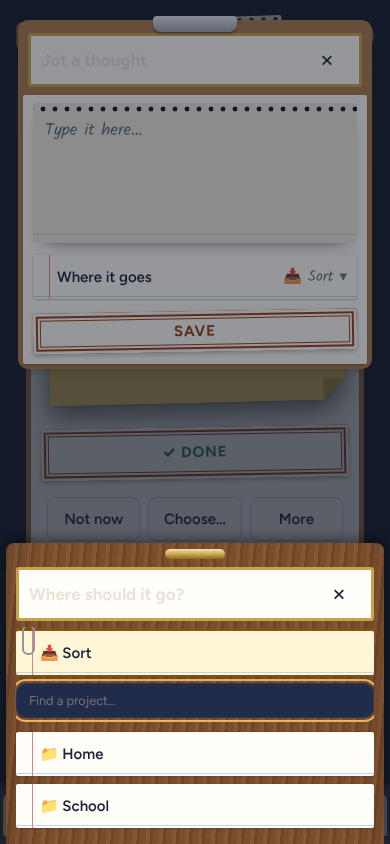 Jot a thought ✕
Type it here...
Where it goes 📥 Sort ▼
SAVE
✔ DONE
Not now Choose... More
Where should it go? ✕
📥 Sort
Find a project...
📁 Home
📁 School